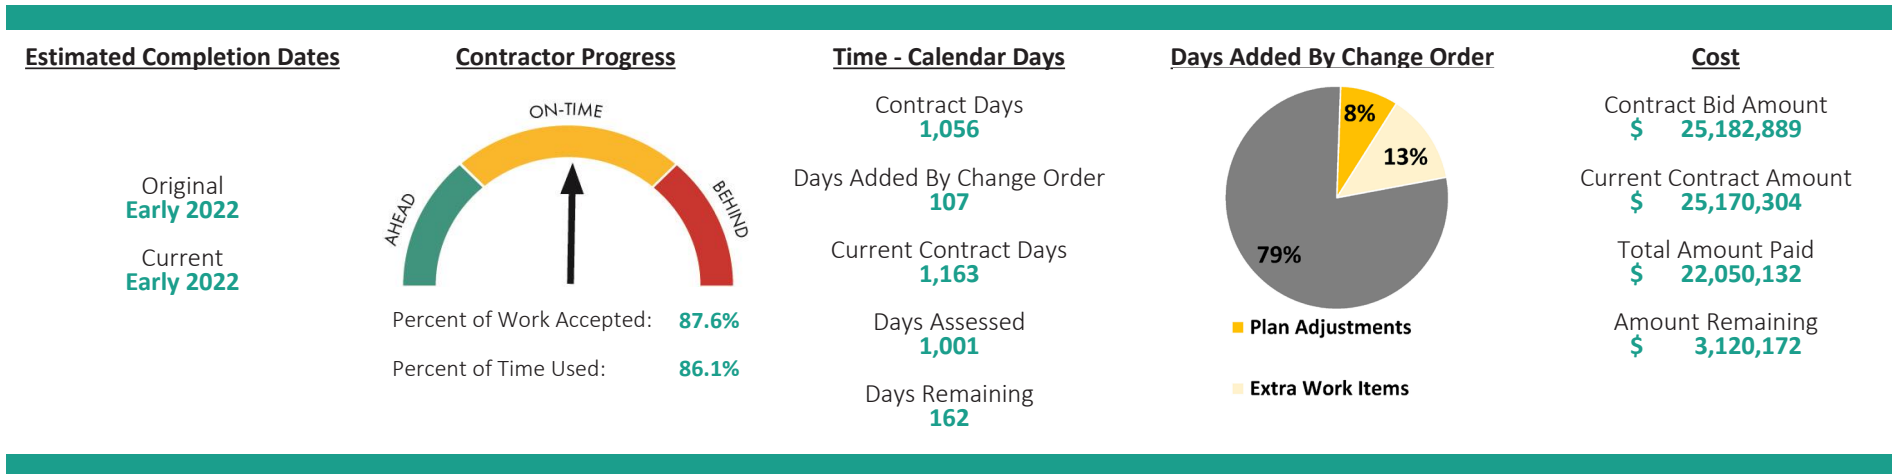 Estimated Completion Dates
Original
Early 2022
Current
Early 2022
Contractor Progress
ON-TIME
AHEAD
BEHIND
Percent of Work Accepted: 87.6%
Percent of Time Used: 86.1%
Time - Calendar Days
Contract Days
1,056
Days Added By Change Order
107
Current Contract Days
1,163
Days Assessed
1,001
Days Remaining
162
Days Added By Change Order
8%
13%
79%
Plan Adjustments
Extra Work Items
Cost
Contract Bid Amount
$ 25,182,889
Current Contract Amount
$ 25,170,304
Total Amount Paid
$ 22,050,132
Amount Remaining
$ 3,120,172